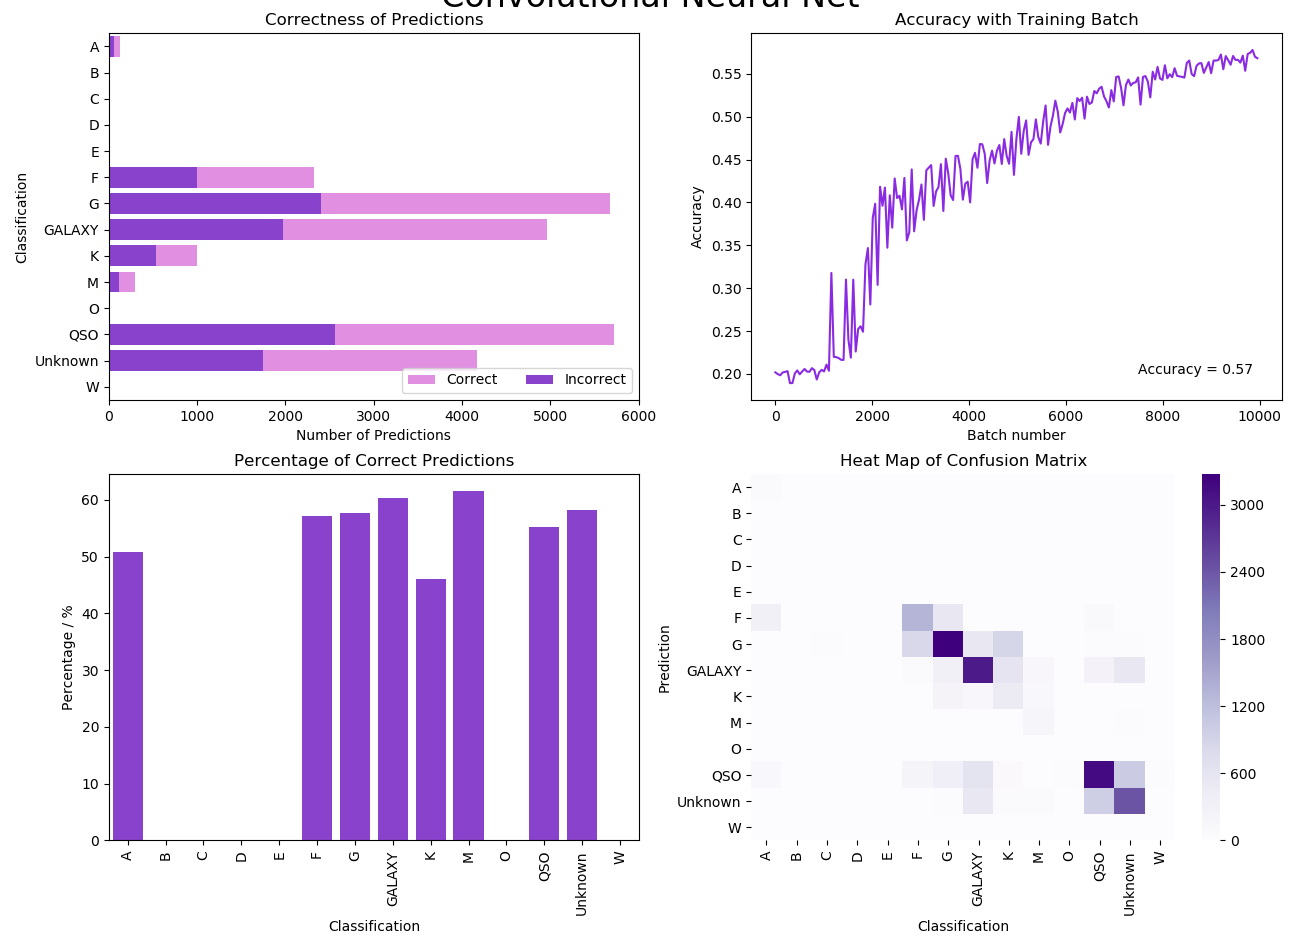 Convolutional Neural Net
Correctness of Predictions
Classification
A
B
C
D
E
F
G
GALAXY
K
M
O
QSO
Unknown
W
Correct
Incorrect
0 1000 2000 3000 4000 5000 6000
Number of Predictions
Accuracy with Training Batch
Accuracy
0.55
0.50
0.45
0.40
0.35
0.30
0.25
0.20
Accuracy = 0.57
0 2000 4000 6000 8000 10000
Batch number
Percentage of Correct Predictions
Percentage / %
60
50
40
30
20
10
0
A B C D E F G GALAXY K M O QSO Unknown W
Classification
Heat Map of Confusion Matrix
Prediction
A
B
C
D
E
F
G
GALAXY
K
M
O
QSO
Unknown
W
A B C D E F G GALAXY K M O QSO Unknown W
Classification
3000
2400
1800
1200
600
0